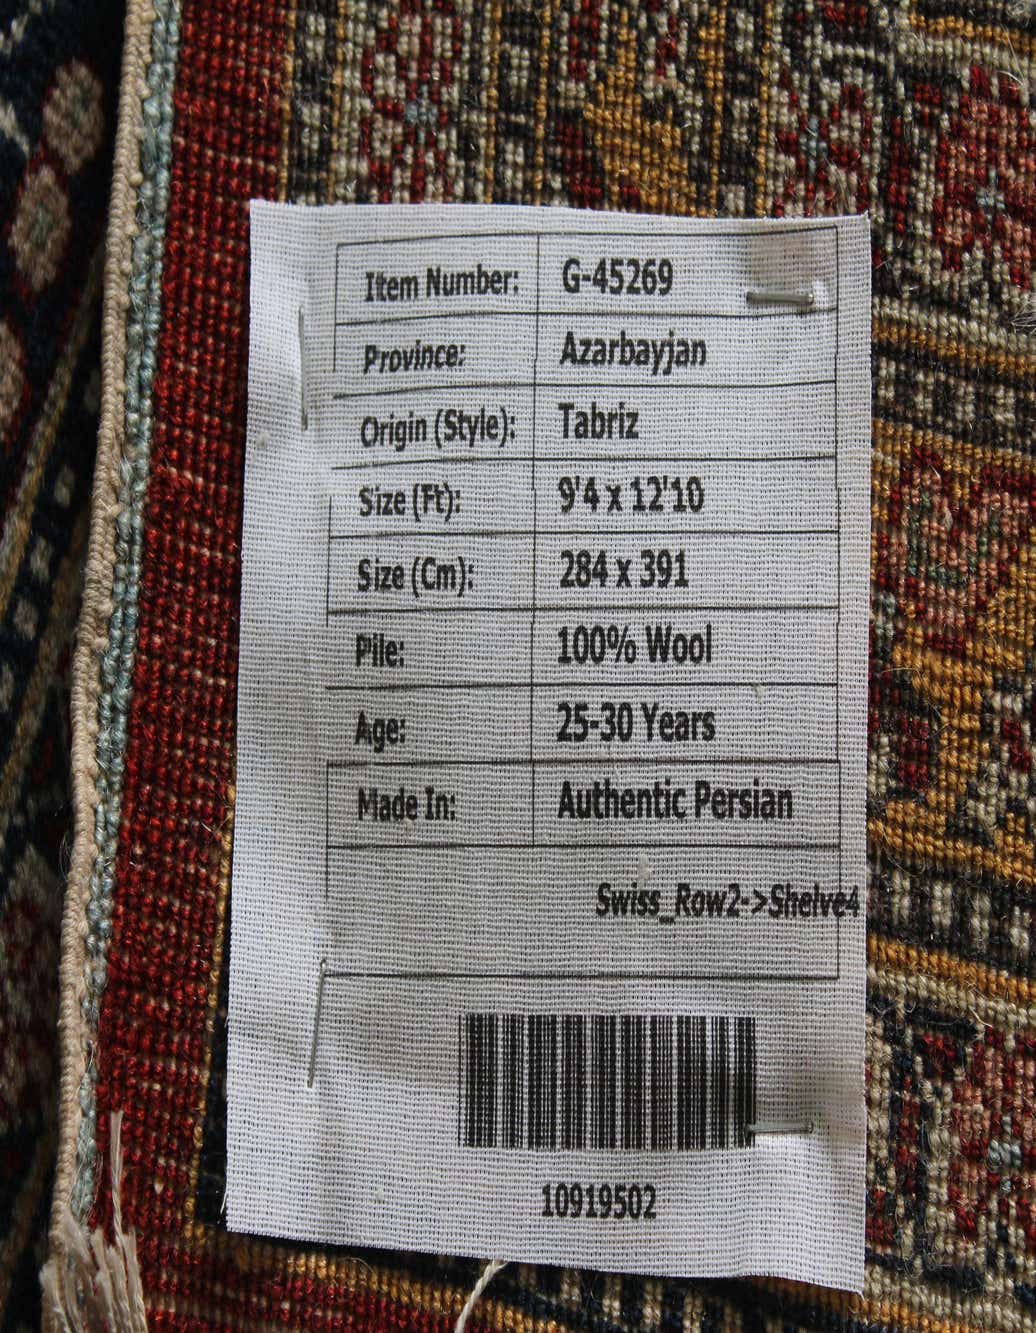 Item Number: G-45269
Province: Azarbayjan
Origin (Style): Tabriz
Size (Ft): 9'4 x 12'10
Size (Cm): 284 x 391
Pile: 100% Wool
Age: 25-30 Years
Made In: Authentic Persian
Swiss_Row2->Shelve4
10919502